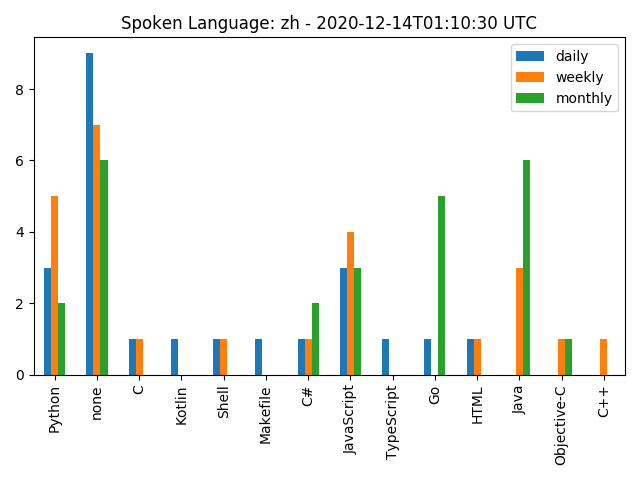 Spoken Language: zh - 2020-12-14T01:10:30 UTC
daily
weekly
monthly
8
6
4
2
0
Python
none
C
Kotlin
Shell
Makefile
C#
JavaScript
TypeScript
Go
HTML
Java
Objective-C
C++